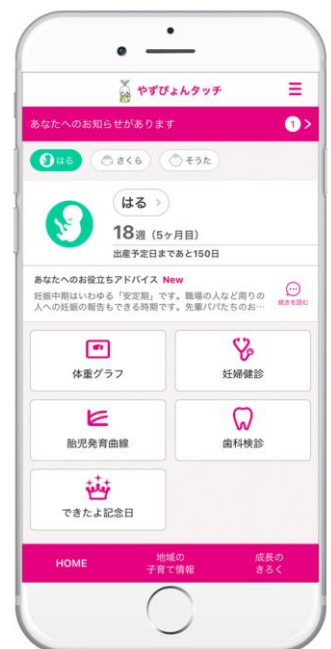 やずぴょんタッチ
あなたへのお知らせがあります 1
はる さくら そうた
はる
18週 (5ヶ月目)
出産予定日まであと150日
あなたへのお役立ちアドバイス New
妊娠中期はいわゆる「安定期」です。職場の人など周りの
人への妊娠の報告もできる時期です。先輩パパたちのお…
続きを読む
体重グラフ 妊婦健診
胎児発育曲線 歯科検診
できたよ記念日
HOME
地域の
子育て情報
成長の
きろく